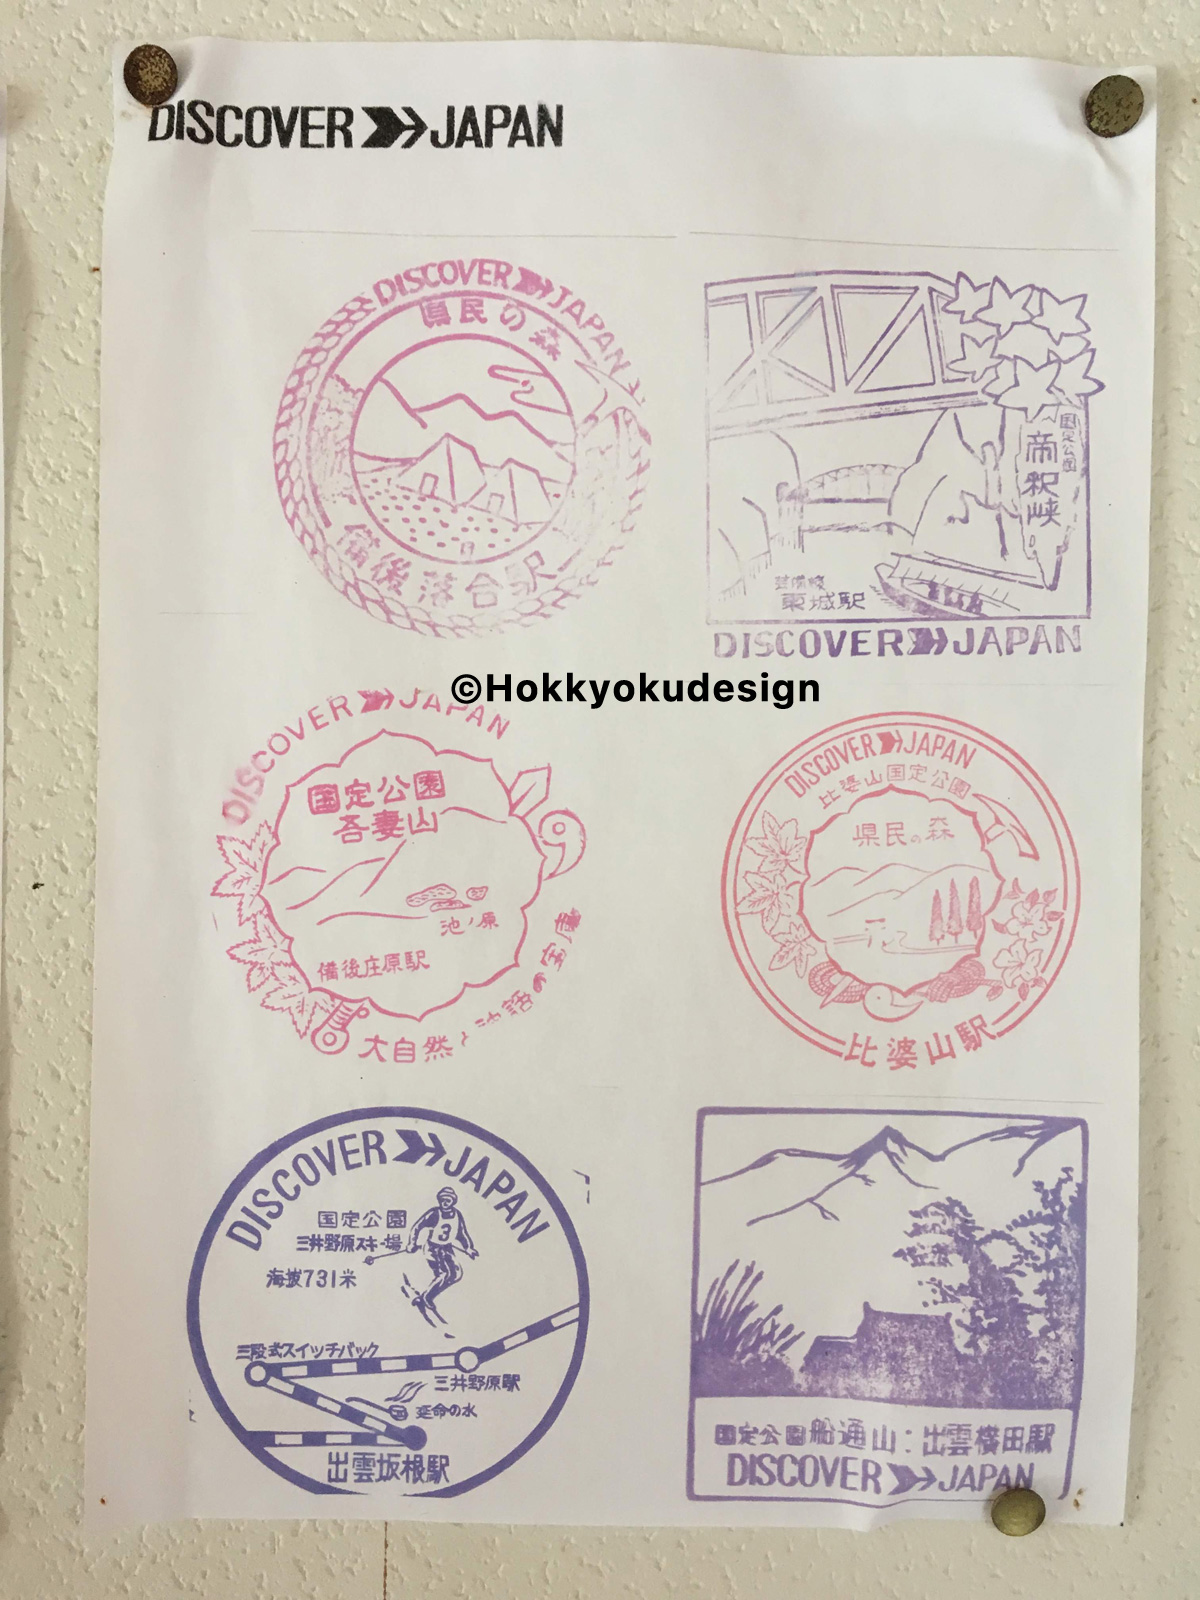 DISCOVER JAPAN
DISCOVER JAPAN
県民の森
備後落合駅
国定公園
帝釈峡
芸備線
東城駅
DISCOVER JAPAN
©Hokkyokudesign
DISCOVER JAPAN
国定公園
吾妻山
池ノ原
備後庄原駅
大自然と神話の宝庫
DISCOVER JAPAN
比婆山国定公園
県民の森
比婆山駅
DISCOVER JAPAN
国定公園
三井野原スキー場
3
海抜731米
三段式スイッチバック
三井野原駅
延命の水
出雲坂根駅
国定公園船通山:出雲横田駅
DISCOVER JAPAN